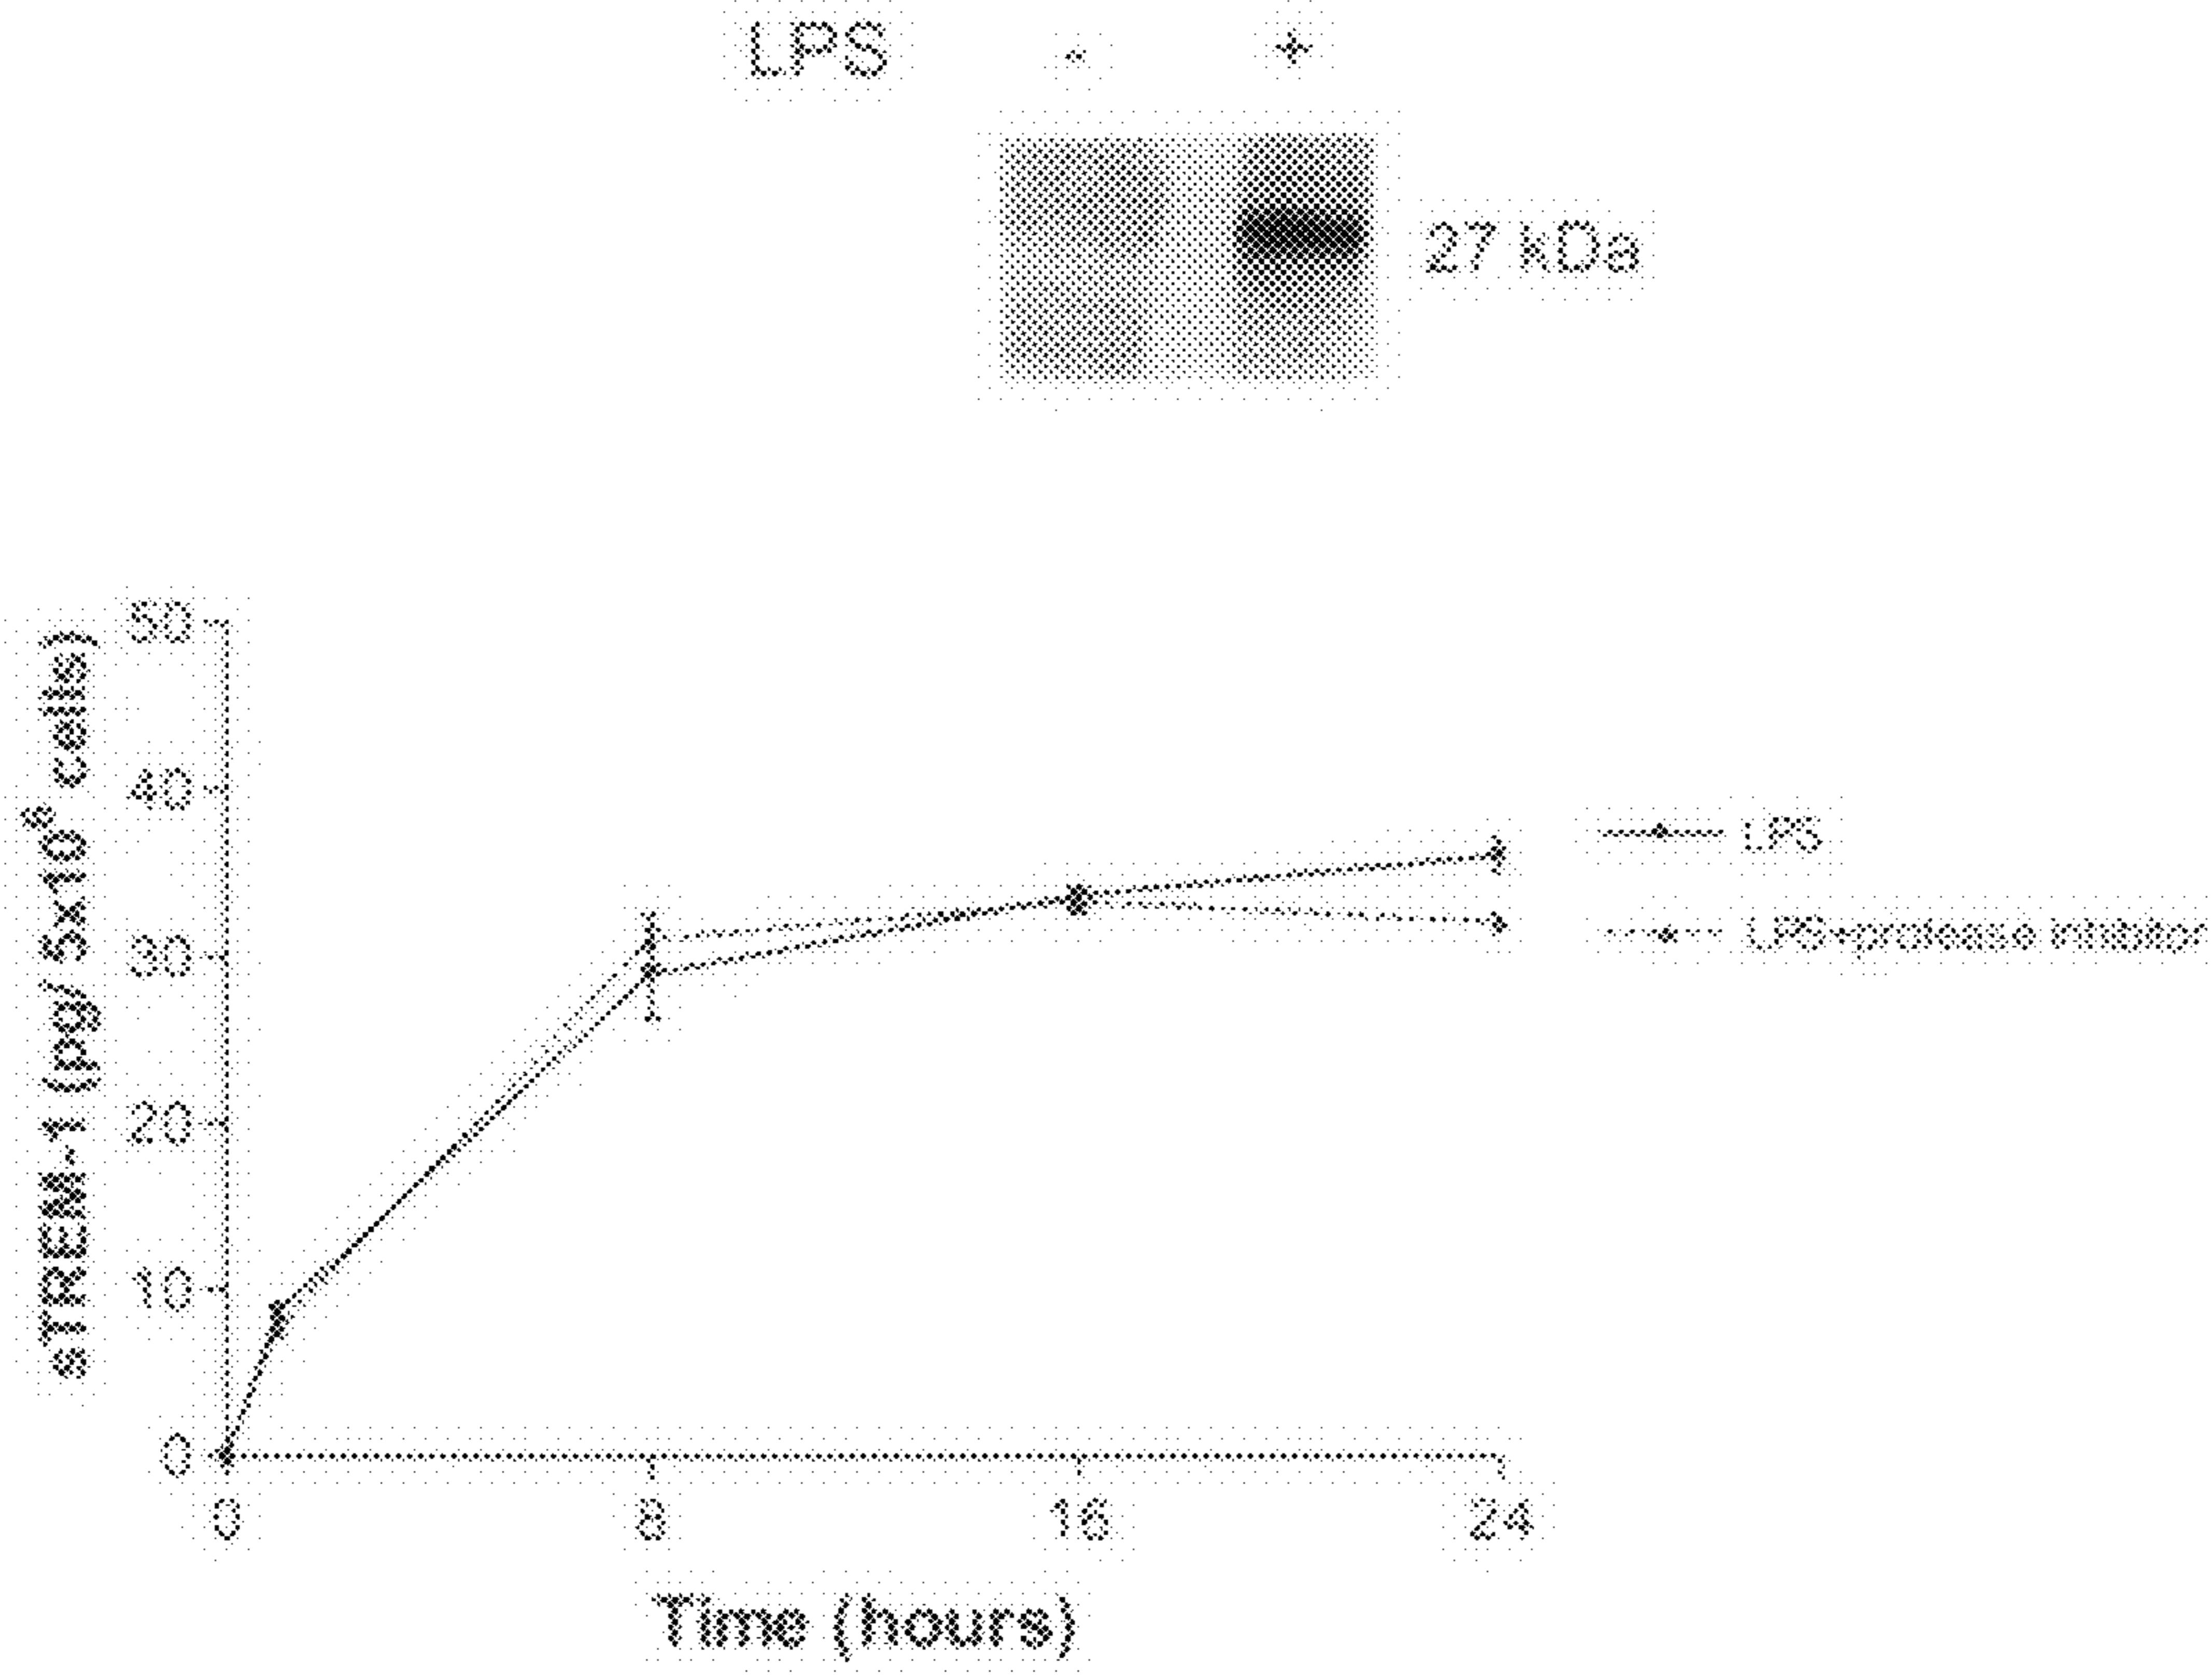 LPS - +
27 kDa
sTREM-1 (pg/ 5x10⁵ cells)
50
40
30
20
10
0
0 8 16 24
Time (hours)
LPS
LPS+protease inhibitor